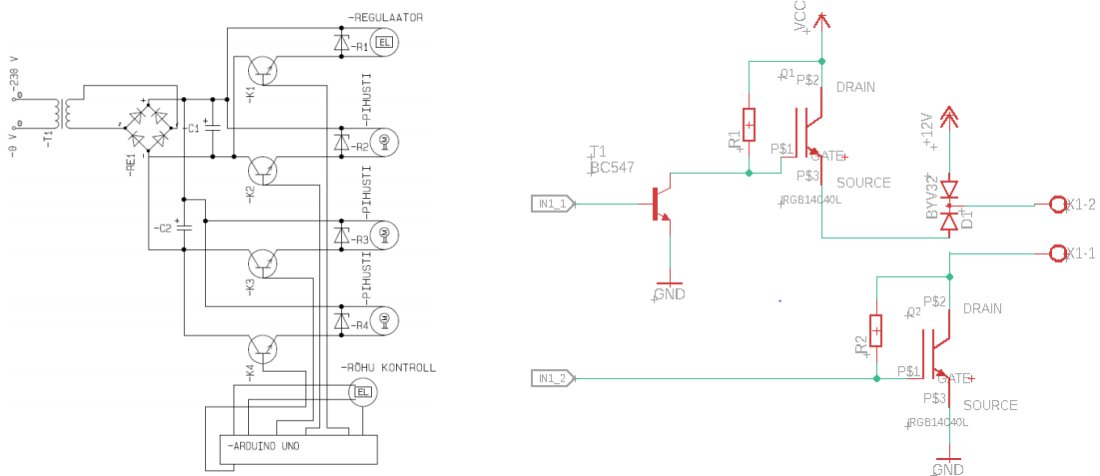 -REGULAATOR
EL
-R1
-K1
-230 V
0
0
-0 V
-T1
+
-
-RE1
+
-C1
-PIHUSTI
M
-R2
-K2
+
-C2
-PIHUSTI
M
-R3
-K3
-PIHUSTI
M
-R4
-K4
-RÕHU KONTROLL
EL
-ARDUINO UNO
VCC
Q1
P$2
DRAIN
R1
P$1
GATE
P$3
SOURCE
IRGB14C40L
T1
BC547
IN1_1
GND
+12V
BYV32
D1
X1-2
X1-1
Q2
P$2
DRAIN
R2
P$1
GATE
P$3
SOURCE
IRGB14C40L
IN1_2
GND